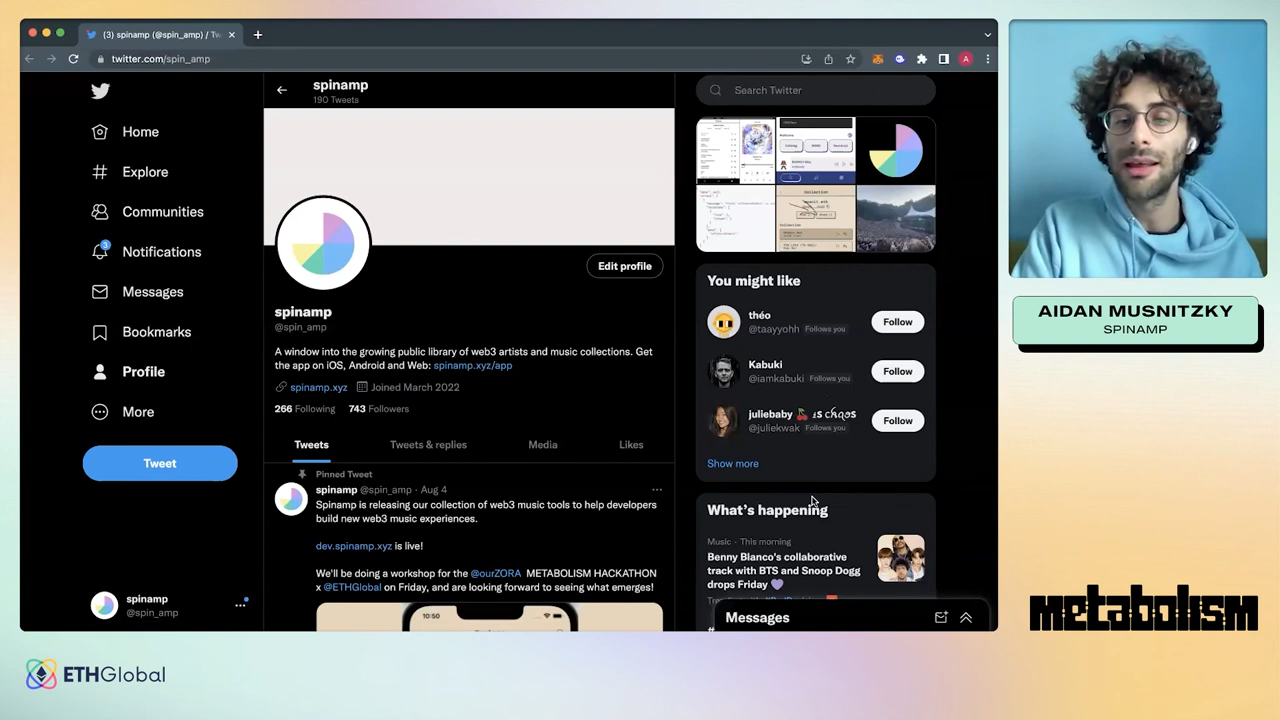 (3) spinamp (@spin_amp) / Tw
twitter.com/spin_amp
A
spinamp
190 Tweets
Search Twitter
Home
Explore
Communities
3
Notifications
Messages
Bookmarks
Profile
More
Tweet
spinamp
@spin_amp
Edit profile
spinamp
@spin_amp
A window into the growing public library of web3 artists and music collections. Get
the app on iOS, Android and Web: spinamp.xyz/app
spinamp.xyz Joined March 2022
266 Following 743 Followers
Tweets Tweets & replies Media Likes
Pinned Tweet
spinamp @spin_amp · Aug 4
Spinamp is releasing our collection of web3 music tools to help developers
build new web3 music experiences.
dev.spinamp.xyz is live!
We'll be doing a workshop for the @ourZORA METABOLISM HACKATHON
x @ETHGlobal on Friday, and are looking forward to seeing what emerges!
10:50
Collection
You might like
théo
@taayyohh Follows you
Follow
Kabuki
@iamkabuki Follows you
Follow
juliebaby 🍒 ɪs cһąos
@juliekwak Follows you
Follow
Show more
What's happening
Music · This morning
Benny Blanco's collaborative
track with BTS and Snoop Dogg
drops Friday 💜
Messages
AIDAN MUSNITZKY
SPINAMP
metabolism
ETHGlobal